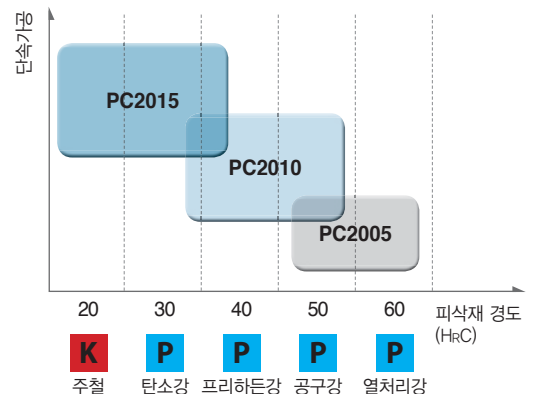 단속가공
PC2015
PC2010
PC2005
20 30 40 50 60 피삭재 경도
(HRC)
K P P P P
주철 탄소강 프리하든강 공구강 열처리강